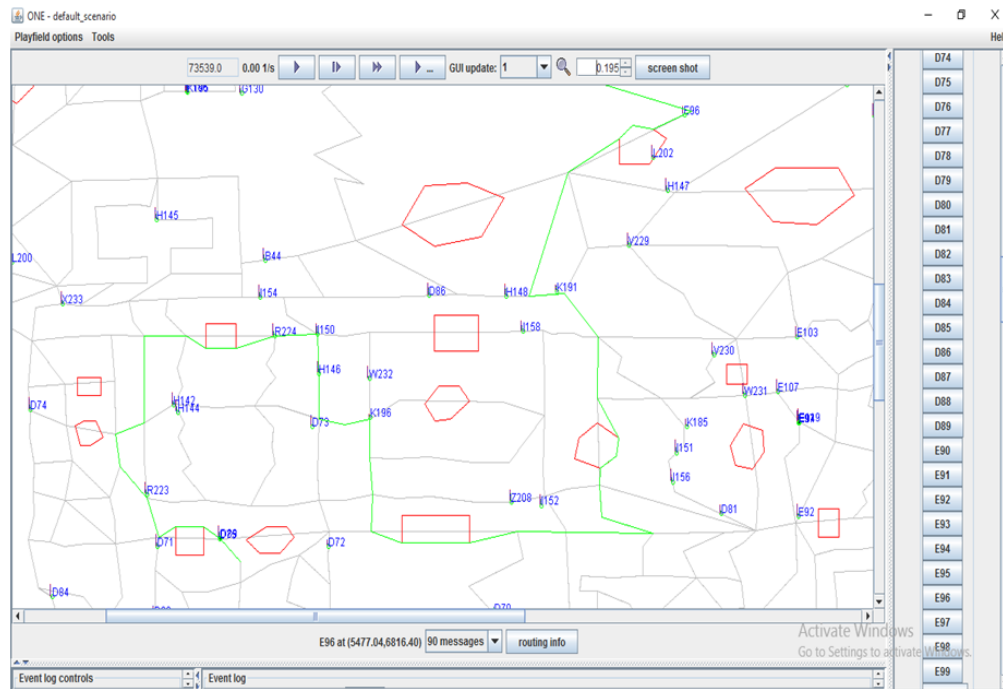 ONE - default_scenario
Playfield options Tools
Hel
73539.0 0.00 1/s ... GUI update: 1 0.195 screen shot
D74
D75
D76
D77
D78
D79
D80
D81
D82
D83
D84
D85
D86
D87
D88
D89
E90
E91
E92
E93
E94
E95
E96
E97
E98
E99
G130
E96
L202
H147
H145
V229
B44
L200
X233
I154
D86
H148
K191
R224
I150
J158
E103
V230
H146
W232
W231
E107
D74
H142
H144
D73
K196
K185
I151
J156
R223
Z208
I152
D81
E92
D71
D72
D84
D70
E96 at (5477.04,6816.40) 90 messages routing info
Activate Windows
Go to Settings to activate Windows.
Event log controls Event log